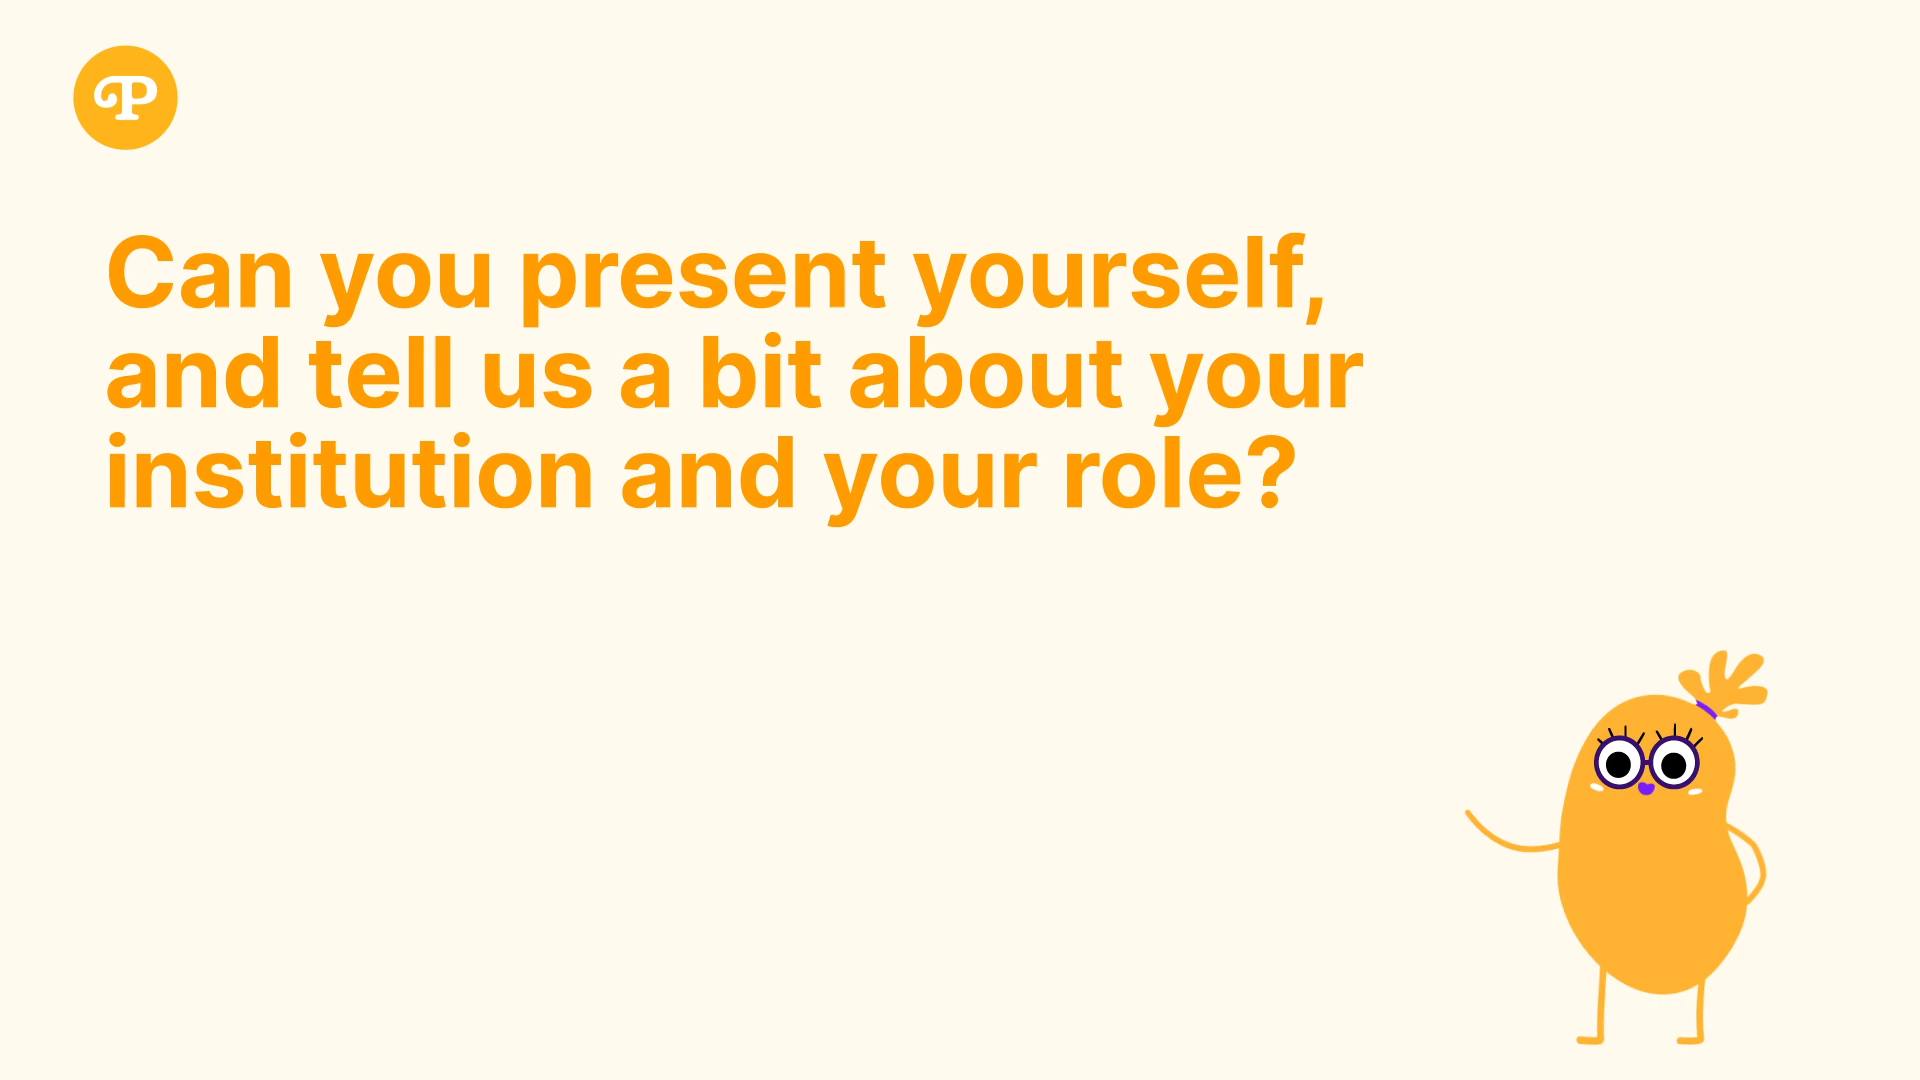 P
Can you present yourself,
and tell us a bit about your
institution and your role?